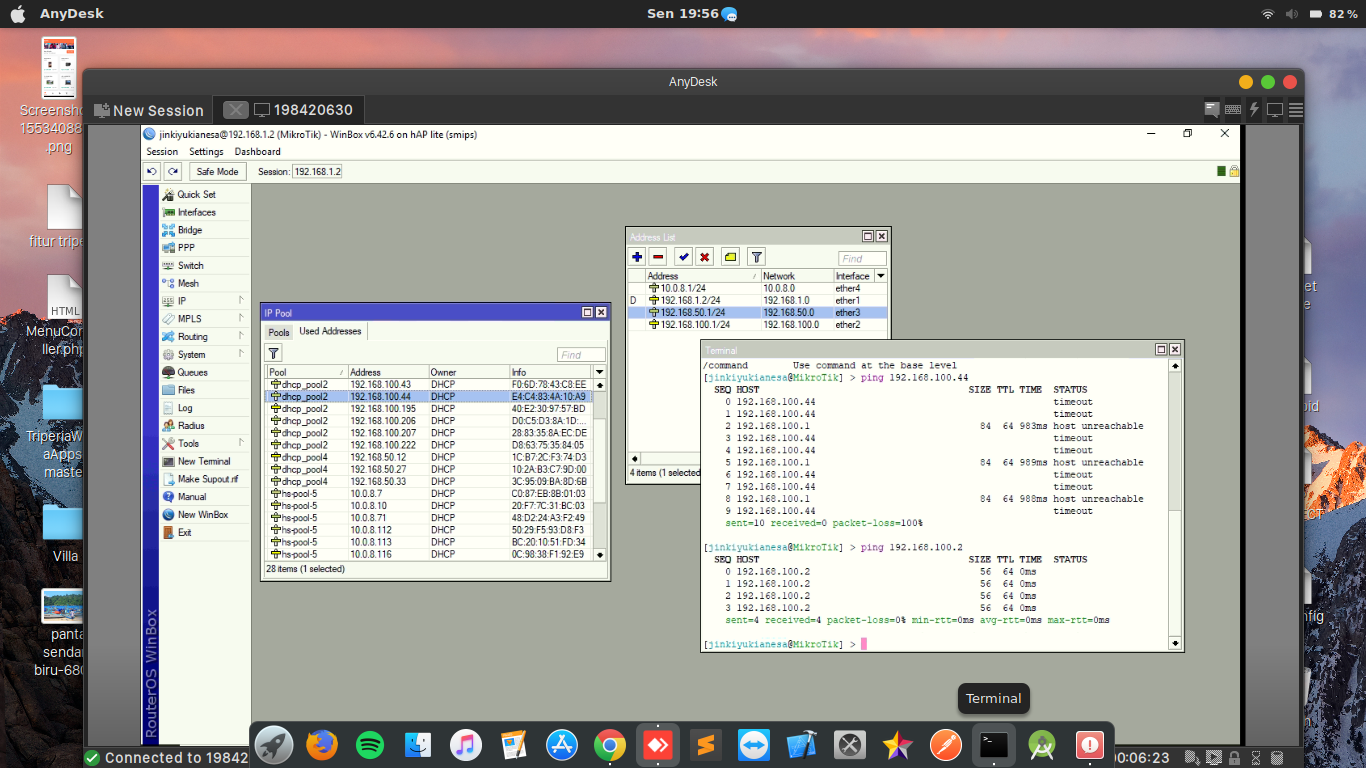 AnyDesk
Sen 19:56
82 %
Screensho
15534088
.png
fitur tripe
HTML
MenuCon
ller.php
TriperiaW
aApps
master
Villa
panta
sendan
biru-680
AnyDesk
New Session
198420630
jinkiyukianesa@192.168.1.2 (MikroTik) - WinBox v6.42.6 on hAP lite (smips)
Session Settings Dashboard
Safe Mode Session: 192.168.1.2
Quick Set
Interfaces
Bridge
PPP
Switch
Mesh
IP
MPLS
Routing
System
Queues
Files
Log
Radius
Tools
New Terminal
Make Supout.rif
Manual
New WinBox
Exit
RouterOS WinBox
IP Pool
Pools Used Addresses
Find
Pool Address Owner Info
dhcp_pool2 192.168.100.43 DHCP F0:6D:78:43:C8:EE
dhcp_pool2 192.168.100.44 DHCP E4:C4:83:4A:10:A9
dhcp_pool2 192.168.100.195 DHCP 40:E2:30:97:57:BD
dhcp_pool2 192.168.100.206 DHCP D0:C5:D3:8A:1D:...
dhcp_pool2 192.168.100.207 DHCP 28:83:35:8A:EC:DE
dhcp_pool2 192.168.100.222 DHCP D8:63:75:35:84:05
dhcp_pool4 192.168.50.12 DHCP 1C:B7:2C:F3:74:D3
dhcp_pool4 192.168.50.27 DHCP 10:2A:B3:C7:9D:00
dhcp_pool4 192.168.50.33 DHCP 3C:95:09:BA:8D:6B
hs-pool-5 10.0.8.7 DHCP C0:87:EB:8B:01:03
hs-pool-5 10.0.8.10 DHCP 20:F7:7C:31:BC:03
hs-pool-5 10.0.8.71 DHCP 48:D2:24:A3:F2:49
hs-pool-5 10.0.8.112 DHCP 50:29:F5:93:D8:F3
hs-pool-5 10.0.8.113 DHCP BC:20:10:51:FD:34
hs-pool-5 10.0.8.116 DHCP 0C:98:38:F1:92:E9
28 items (1 selected)
Address List
Find
Address Network Interface
10.0.8.1/24 10.0.8.0 ether4
D 192.168.1.2/24 192.168.1.0 ether1
192.168.50.1/24 192.168.50.0 ether3
192.168.100.1/24 192.168.100.0 ether2
4 items (1 selected
Terminal
/command Use command at the base level
[jinkiyukianesa@MikroTik] > ping 192.168.100.44
SEQ HOST SIZE TTL TIME STATUS
0 192.168.100.44 timeout
1 192.168.100.44 timeout
2 192.168.100.1 84 64 983ms host unreachable
3 192.168.100.44 timeout
4 192.168.100.44 timeout
5 192.168.100.1 84 64 989ms host unreachable
6 192.168.100.44 timeout
7 192.168.100.44 timeout
8 192.168.100.1 84 64 988ms host unreachable
9 192.168.100.44 timeout
sent=10 received=0 packet-loss=100%
[jinkiyukianesa@MikroTik] > ping 192.168.100.2
SEQ HOST SIZE TTL TIME STATUS
0 192.168.100.2 56 64 0ms
1 192.168.100.2 56 64 0ms
2 192.168.100.2 56 64 0ms
3 192.168.100.2 56 64 0ms
sent=4 received=4 packet-loss=0% min-rtt=0ms avg-rtt=0ms max-rtt=0ms
[jinkiyukianesa@MikroTik] >
Terminal
Connected to 19842
00:06:23